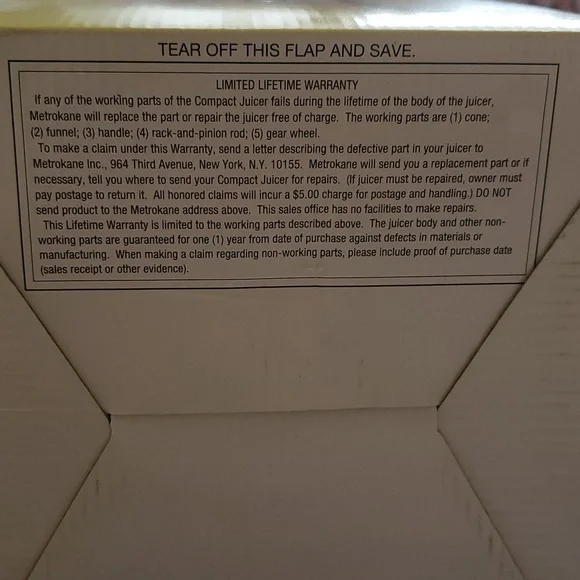 TEAR OFF THIS FLAP AND SAVE.
LIMITED LIFETIME WARRANTY
If any of the working parts of the Compact Juicer fails during the lifetime of the body of the juicer,
Metrokane will replace the part or repair the juicer free of charge. The working parts are (1) cone;
(2) funnel; (3) handle; (4) rack-and-pinion rod; (5) gear wheel.
To make a claim under this Warranty, send a letter describing the defective part in your juicer to
Metrokane Inc., 964 Third Avenue, New York, N.Y. 10155. Metrokane will send you a replacement part or if
necessary, tell you where to send your Compact Juicer for repairs. (If juicer must be repaired, owner must
pay postage to return it. All honored claims will incur a $5.00 charge for postage and handling.) DO NOT
send product to the Metrokane address above. This sales office has no facilities to make repairs.
This Lifetime Warranty is limited to the working parts described above. The juicer body and other non-
working parts are guaranteed for one (1) year from date of purchase against defects in materials or
manufacturing. When making a claim regarding non-working parts, please include proof of purchase date
(sales receipt or other evidence).